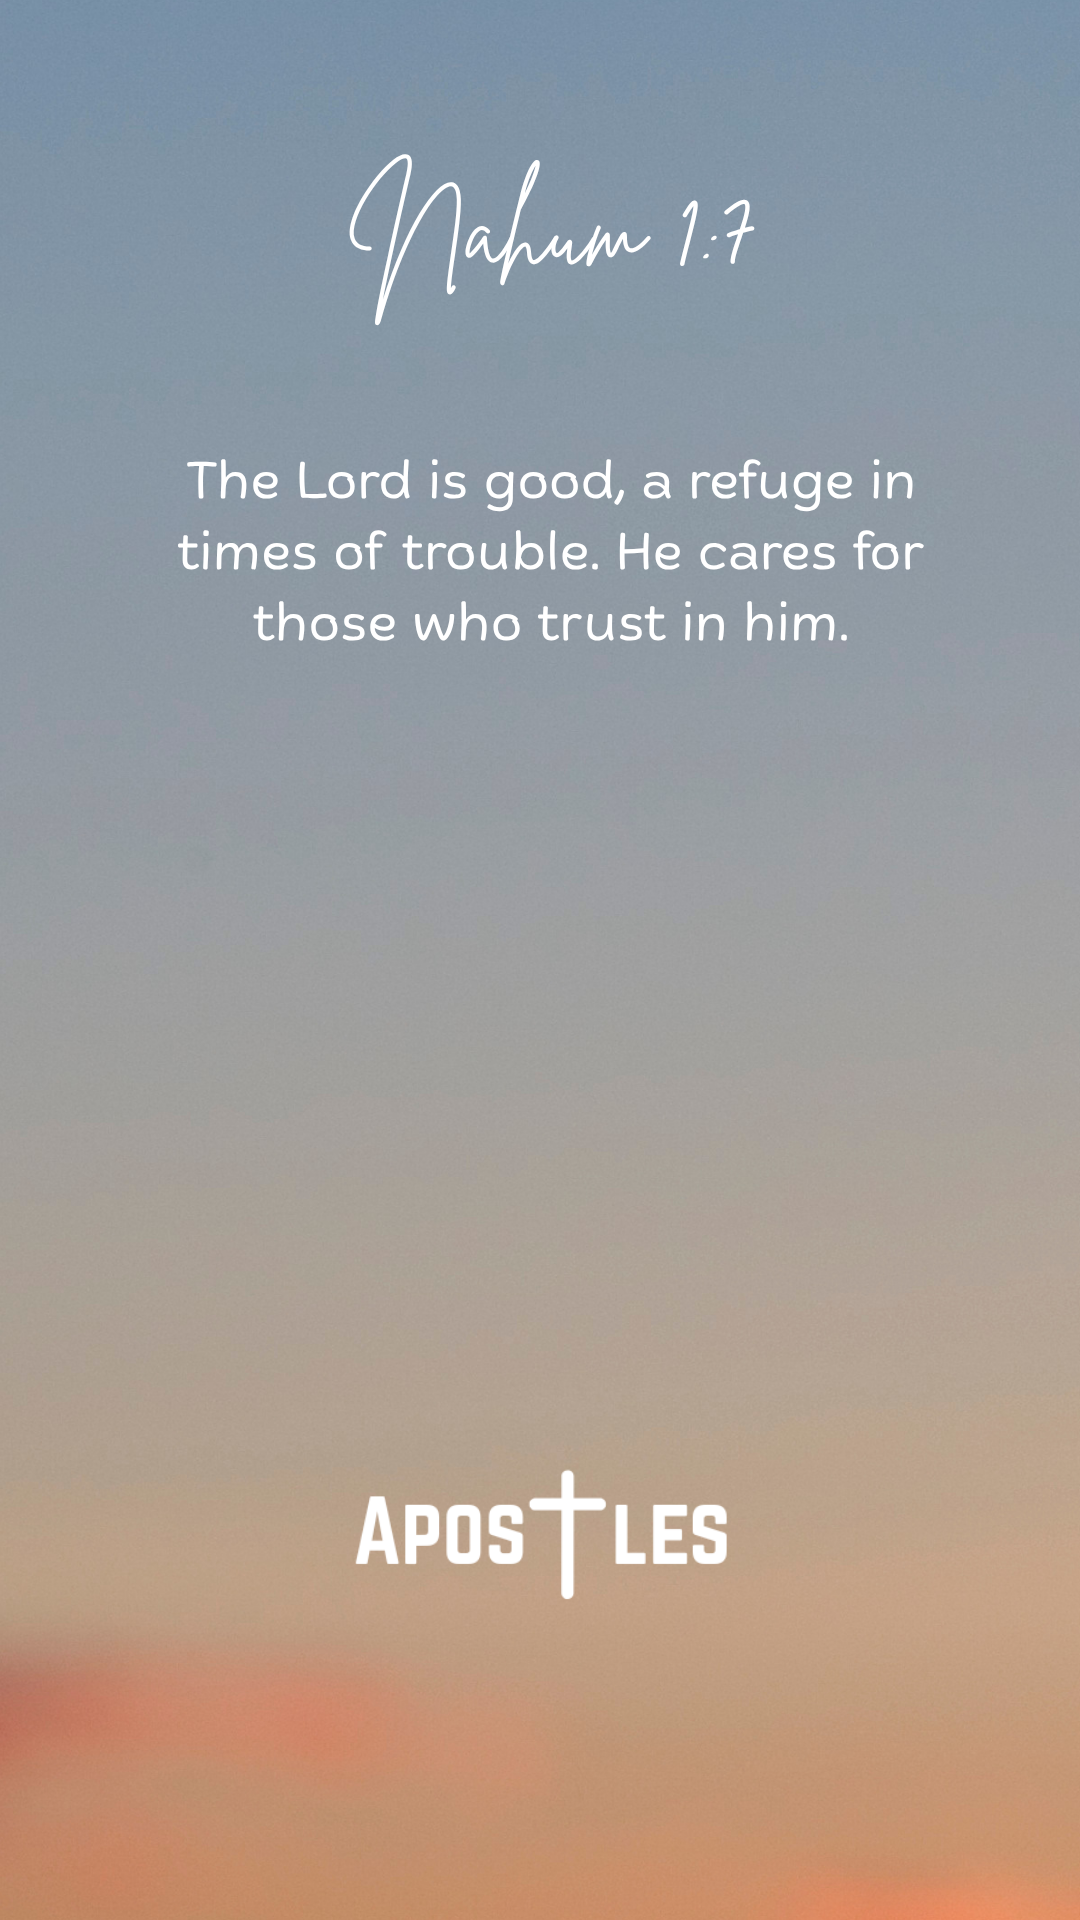 Nahum 1:7
The Lord is good, a refuge in
times of trouble. He cares for
those who trust in him.
APOSTLES